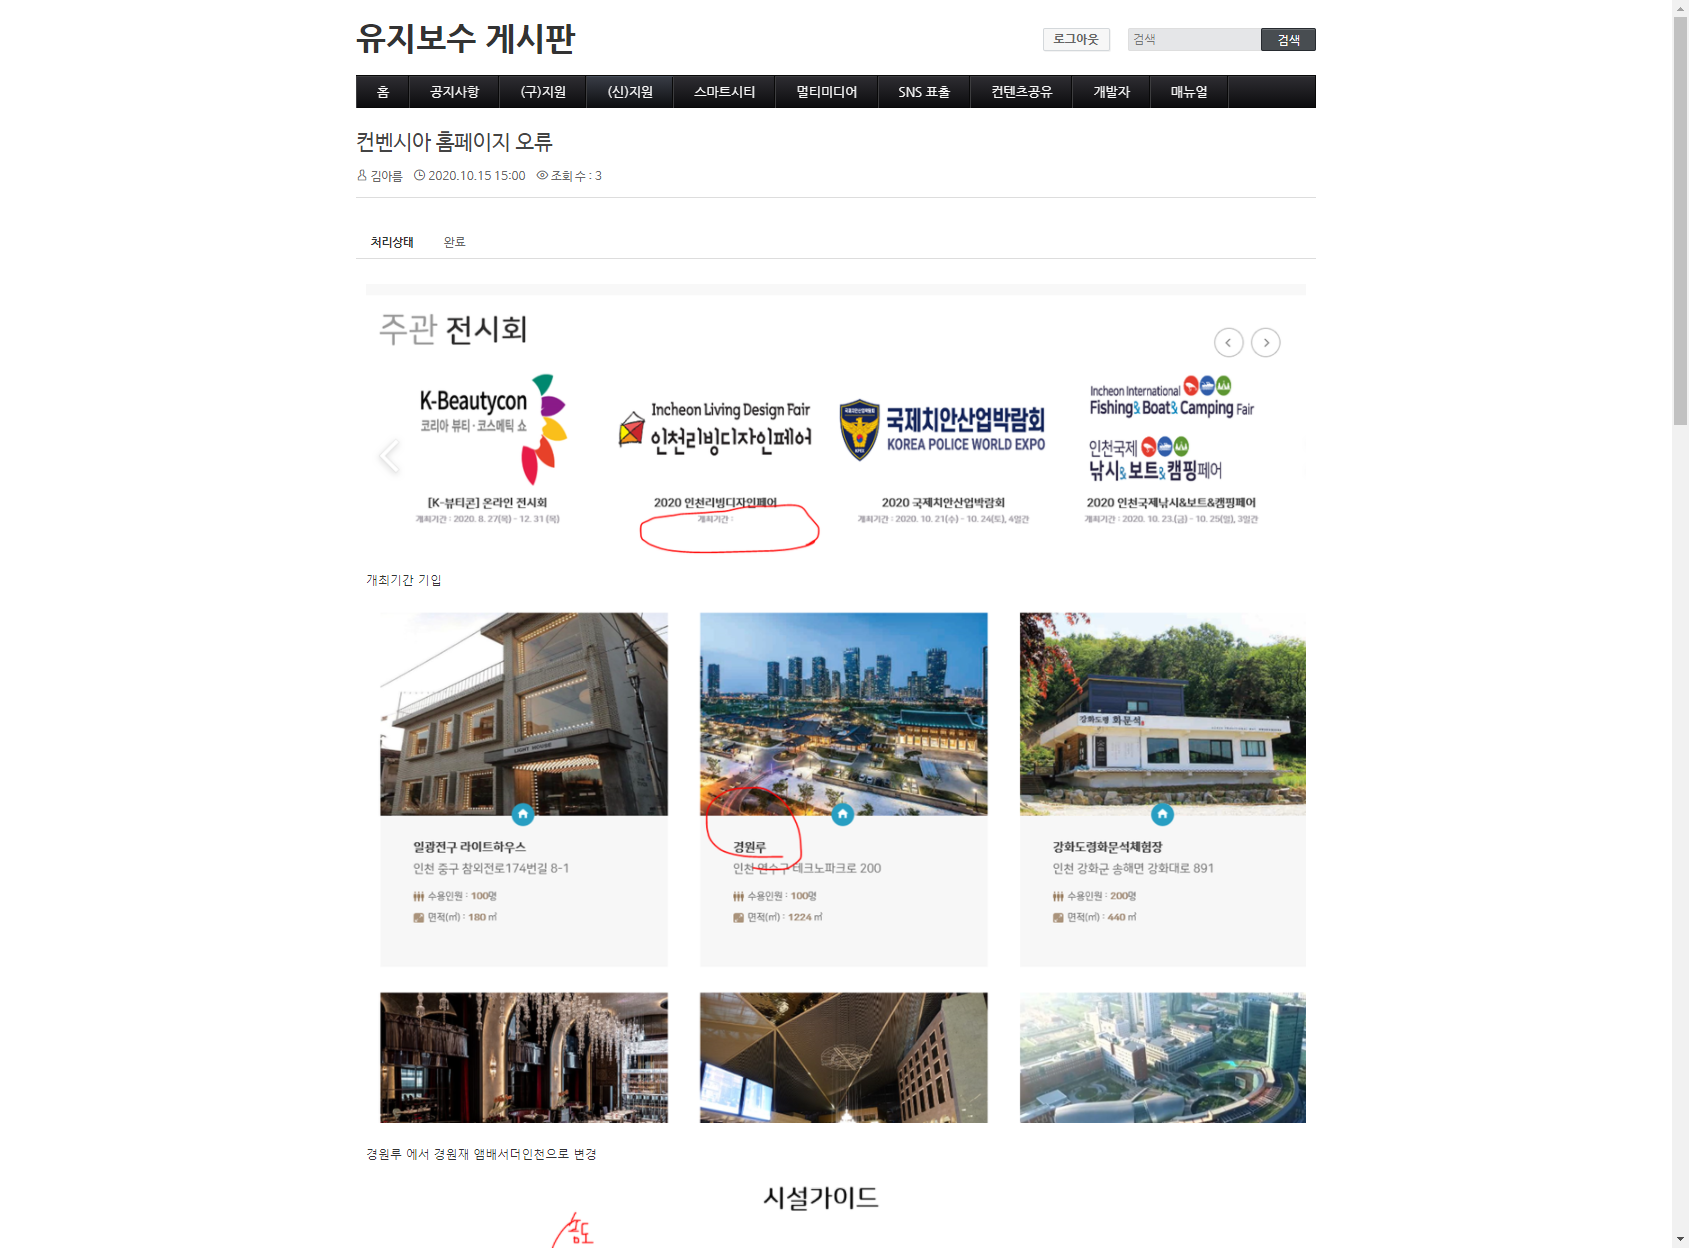 유지보수 게시판
로그아웃 검색 검색
홈 공지사항 (구)지원 (신)지원 스마트시티 멀티미디어 SNS 표출 컨텐츠공유 개발자 매뉴얼
컨벤시아 홈페이지 오류
김아름 2020.10.15 15:00 조회 수 : 3
처리상태 완료
주관 전시회
K-Beautycon
코리아 뷰티·코스메틱 쇼
Incheon Living Design Fair
인천리빙디자인페어
국제치안산업박람회
KOREA POLICE WORLD EXPO
Incheon International
Fishing&Boat&Camping Fair
인천국제
낚시&보트&캠핑페어
[K-뷰티콘] 온라인 전시회
개최기간 : 2020. 8. 27(목) - 12. 31(목)
2020 인천리빙디자인페어
개최기간 :
2020 국제치안산업박람회
개최기간 : 2020. 10. 21(수) - 10. 24(토), 4일간
2020 인천국제낚시&보트&캠핑페어
개최기간 : 2020. 10. 23.(금) - 10. 25(일), 3일간
개최기간 기입
LIGHT HOUSE
강화도령 화문석
일광전구 라이트하우스
인천 중구 참외전로174번길 8-1
수용인원 : 100명
면적(㎡) : 180 ㎡
경원루
인천 연수구 테크노파크로 200
수용인원 : 100명
면적(㎡) : 1224 ㎡
강화도령화문석체험장
인천 강화군 송해면 강화대로 891
수용인원 : 200명
면적(㎡) : 440 ㎡
경원루 에서 경원재 앰배서더인천으로 변경
시설가이드